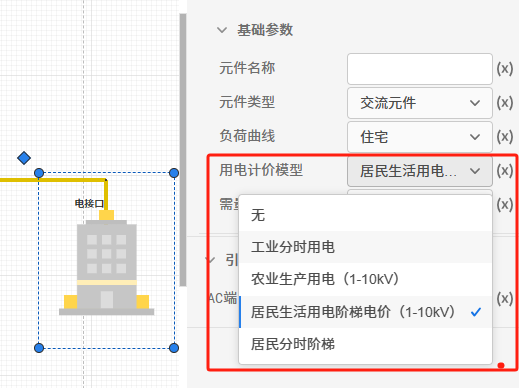 基础参数
元件名称
(x)
元件类型
交流元件
(x)
负荷曲线
住宅
(x)
用电计价模型
居民生活用电...
(x)
电接口
需量
(x)
无
工业分时用电
引
农业生产用电（1-10kV）
AC端
居民生活用电阶梯电价（1-10kV）
(x)
居民分时阶梯